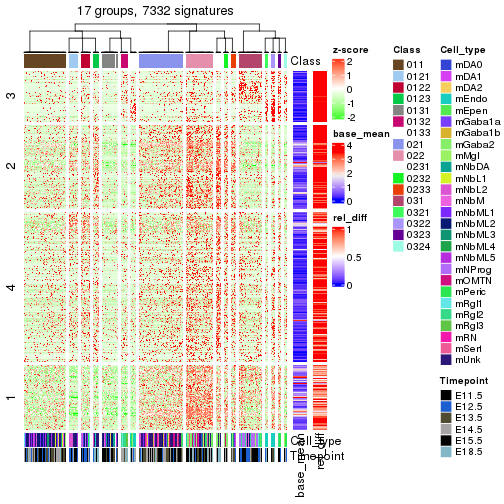 17 groups, 7332 signatures
Class
3
2
4
1
Cell_type
Timepoint
base_mean
rel_diff
z-score
2
1
0
-1
-2
base_mean
4
3
2
1
0
rel_diff
1
0.5
0
Class
011
0121
0122
0123
0131
0132
0133
021
022
0231
0232
0233
031
0321
0322
0323
0324
Cell_type
mDA0
mDA1
mDA2
mEndo
mEpen
mGaba1a
mGaba1b
mGaba2
mMgl
mNbDA
mNbL1
mNbL2
mNbM
mNbML1
mNbML2
mNbML3
mNbML4
mNbML5
mNProg
mOMTN
mPeric
mRgl1
mRgl2
mRgl3
mRN
mSert
mUnk
Timepoint
E11.5
E12.5
E13.5
E14.5
E15.5
E18.5